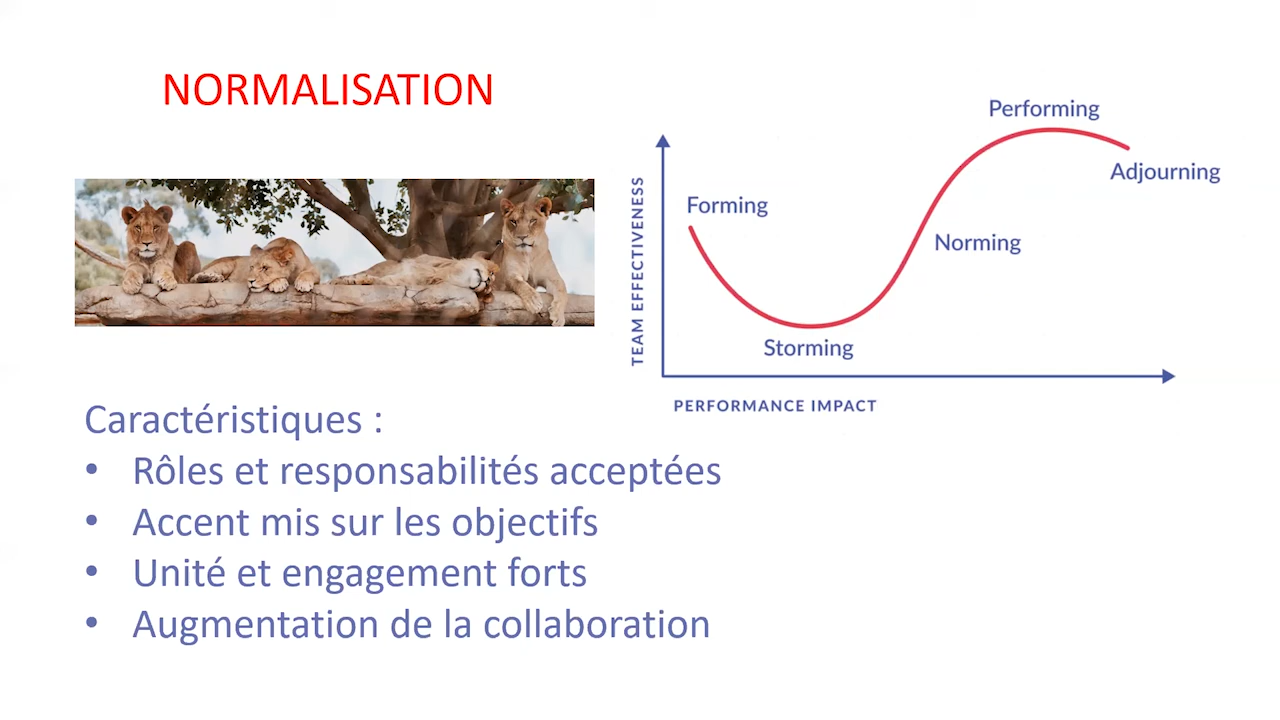 NORMALISATION
Performing
Adjourning
Forming
Norming
Storming
TEAM EFFECTIVENESS
PERFORMANCE IMPACT
Caractéristiques :
• Rôles et responsabilités acceptées
• Accent mis sur les objectifs
• Unité et engagement forts
• Augmentation de la collaboration